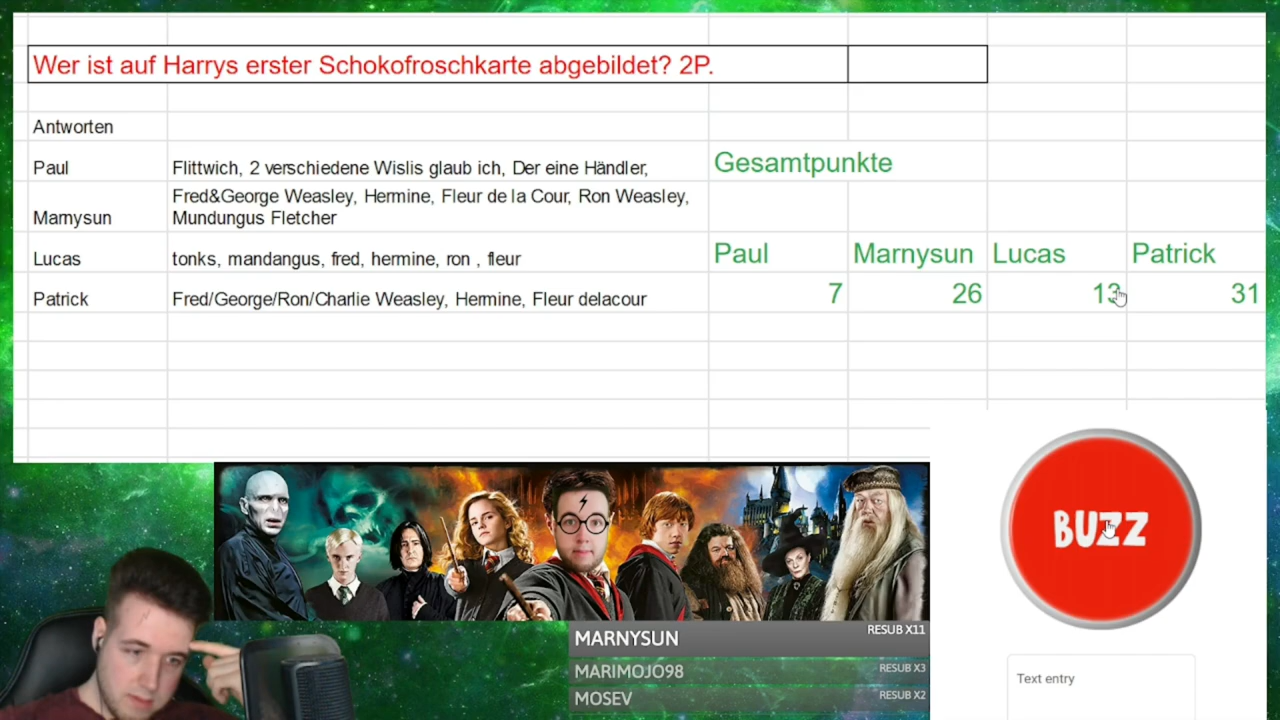 Wer ist auf Harrys erster Schokofroschkarte abgebildet? 2P.
Antworten
Paul
Flittwich, 2 verschiedene Wislis glaub ich, Der eine Händler,
Gesamtpunkte
Marnysun
Fred&George Weasley, Hermine, Fleur de la Cour, Ron Weasley,
Mundungus Fletcher
Lucas
tonks, mandangus, fred, hermine, ron , fleur
Paul Marnysun Lucas Patrick
Patrick
Fred/George/Ron/Charlie Weasley, Hermine, Fleur delacour
7 26 13 31
BUZZ
MARNYSUN RESUB X11
MARIMOJO98 RESUB X3
MOSEV RESUB X2
Text entry